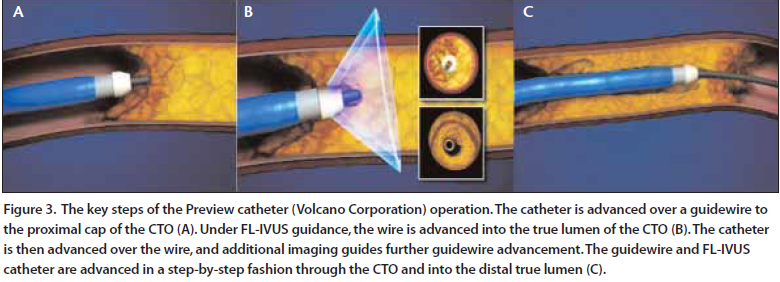 A
B
C
Figure 3. The key steps of the Preview catheter (Volcano Corporation) operation. The catheter is advanced over a guidewire to
the proximal cap of the CTO (A). Under FL-IVUS guidance, the wire is advanced into the true lumen of the CTO (B). The catheter
is then advanced over the wire, and additional imaging guides further guidewire advancement. The guidewire and FL-IVUS
catheter are advanced in a step-by-step fashion through the CTO and into the distal true lumen (C).